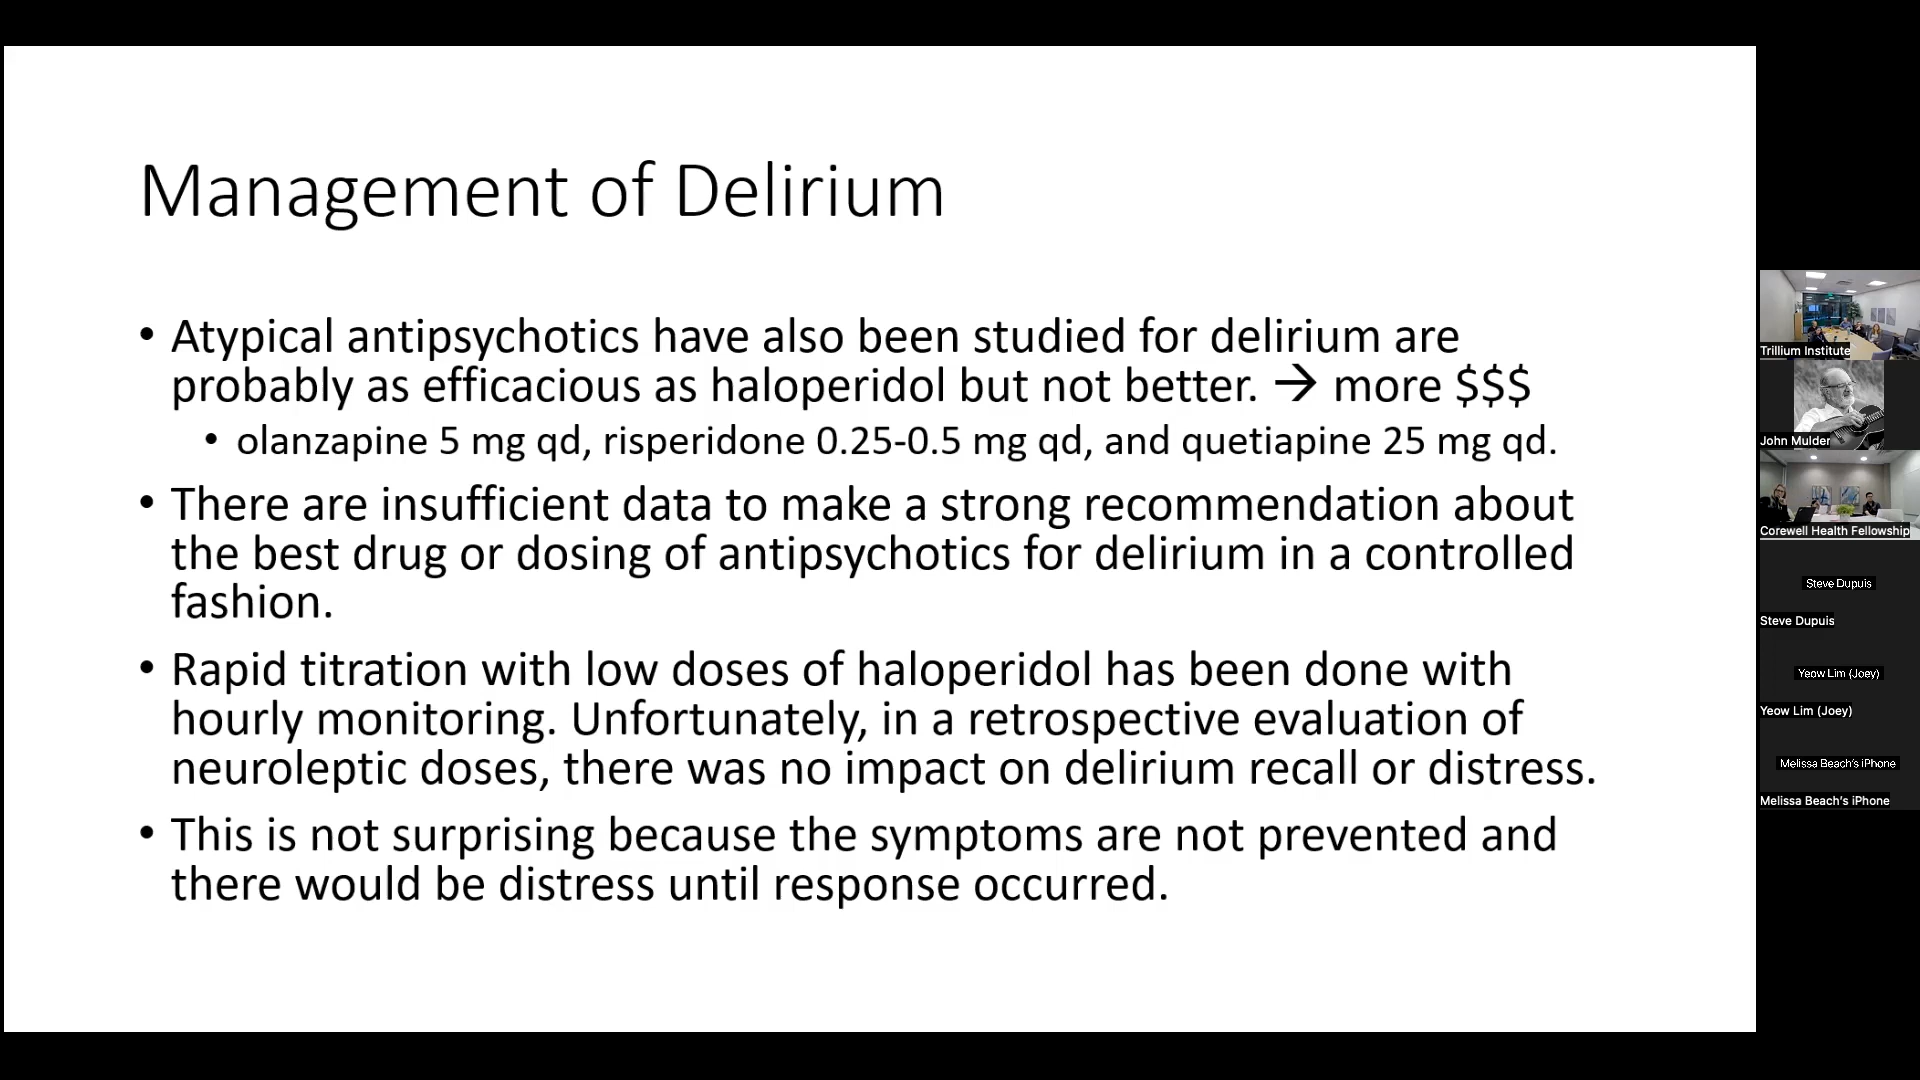 Management of Delirium
• Atypical antipsychotics have also been studied for delirium are
probably as efficacious as haloperidol but not better. → more $$$
• olanzapine 5 mg qd, risperidone 0.25-0.5 mg qd, and quetiapine 25 mg qd.
• There are insufficient data to make a strong recommendation about
the best drug or dosing of antipsychotics for delirium in a controlled
fashion.
• Rapid titration with low doses of haloperidol has been done with
hourly monitoring. Unfortunately, in a retrospective evaluation of
neuroleptic doses, there was no impact on delirium recall or distress.
• This is not surprising because the symptoms are not prevented and
there would be distress until response occurred.
Trillium Institute
John Mulder
Corewell Health Fellowship
Steve Dupuis
Steve Dupuis
Yeow Lim (Joey)
Yeow Lim (Joey)
Melissa Beach's iPhone
Melissa Beach's iPhone